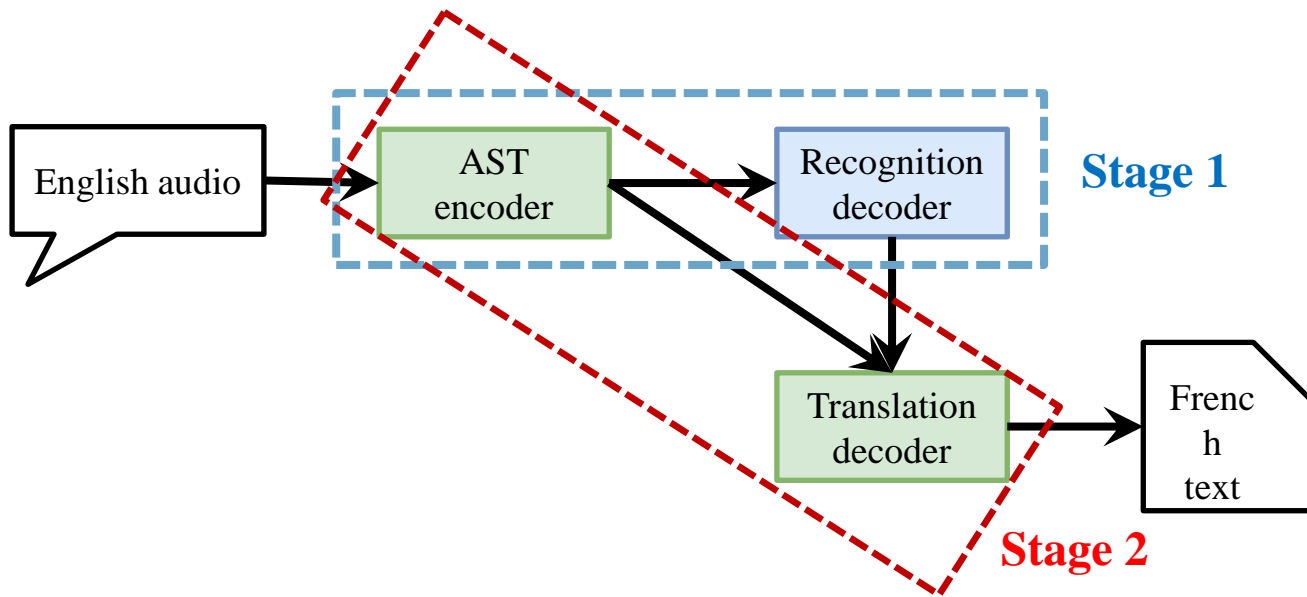 English audio
AST
encoder
Recognition
decoder
Stage 1
Translation
decoder
Frenc
h
text
Stage 2